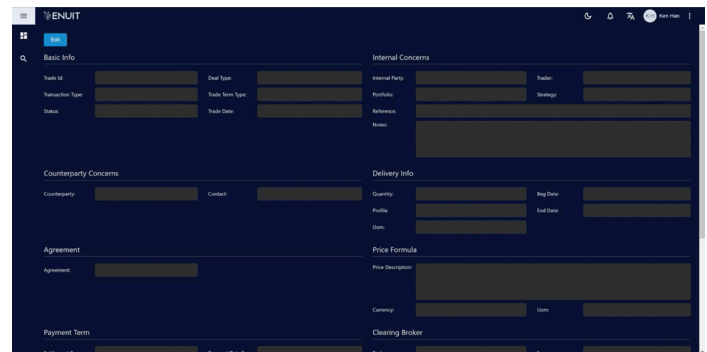 ENUIT
KH Ken Han
Edit
Basic Info
Trade Id:
Deal Type:
Transaction Type:
Trade Term Type:
Status:
Trade Date:
Internal Concerns
Internal Party:
Trader:
Portfolio:
Strategy:
Reference:
Notes:
Counterparty Concerns
Counterparty:
Contact:
Delivery Info
Quantity:
Beg Date:
Profile:
End Date:
Uom:
Agreement
Agreement:
Price Formula
Price Description:
Currency:
Uom:
Payment Term
Clearing Broker